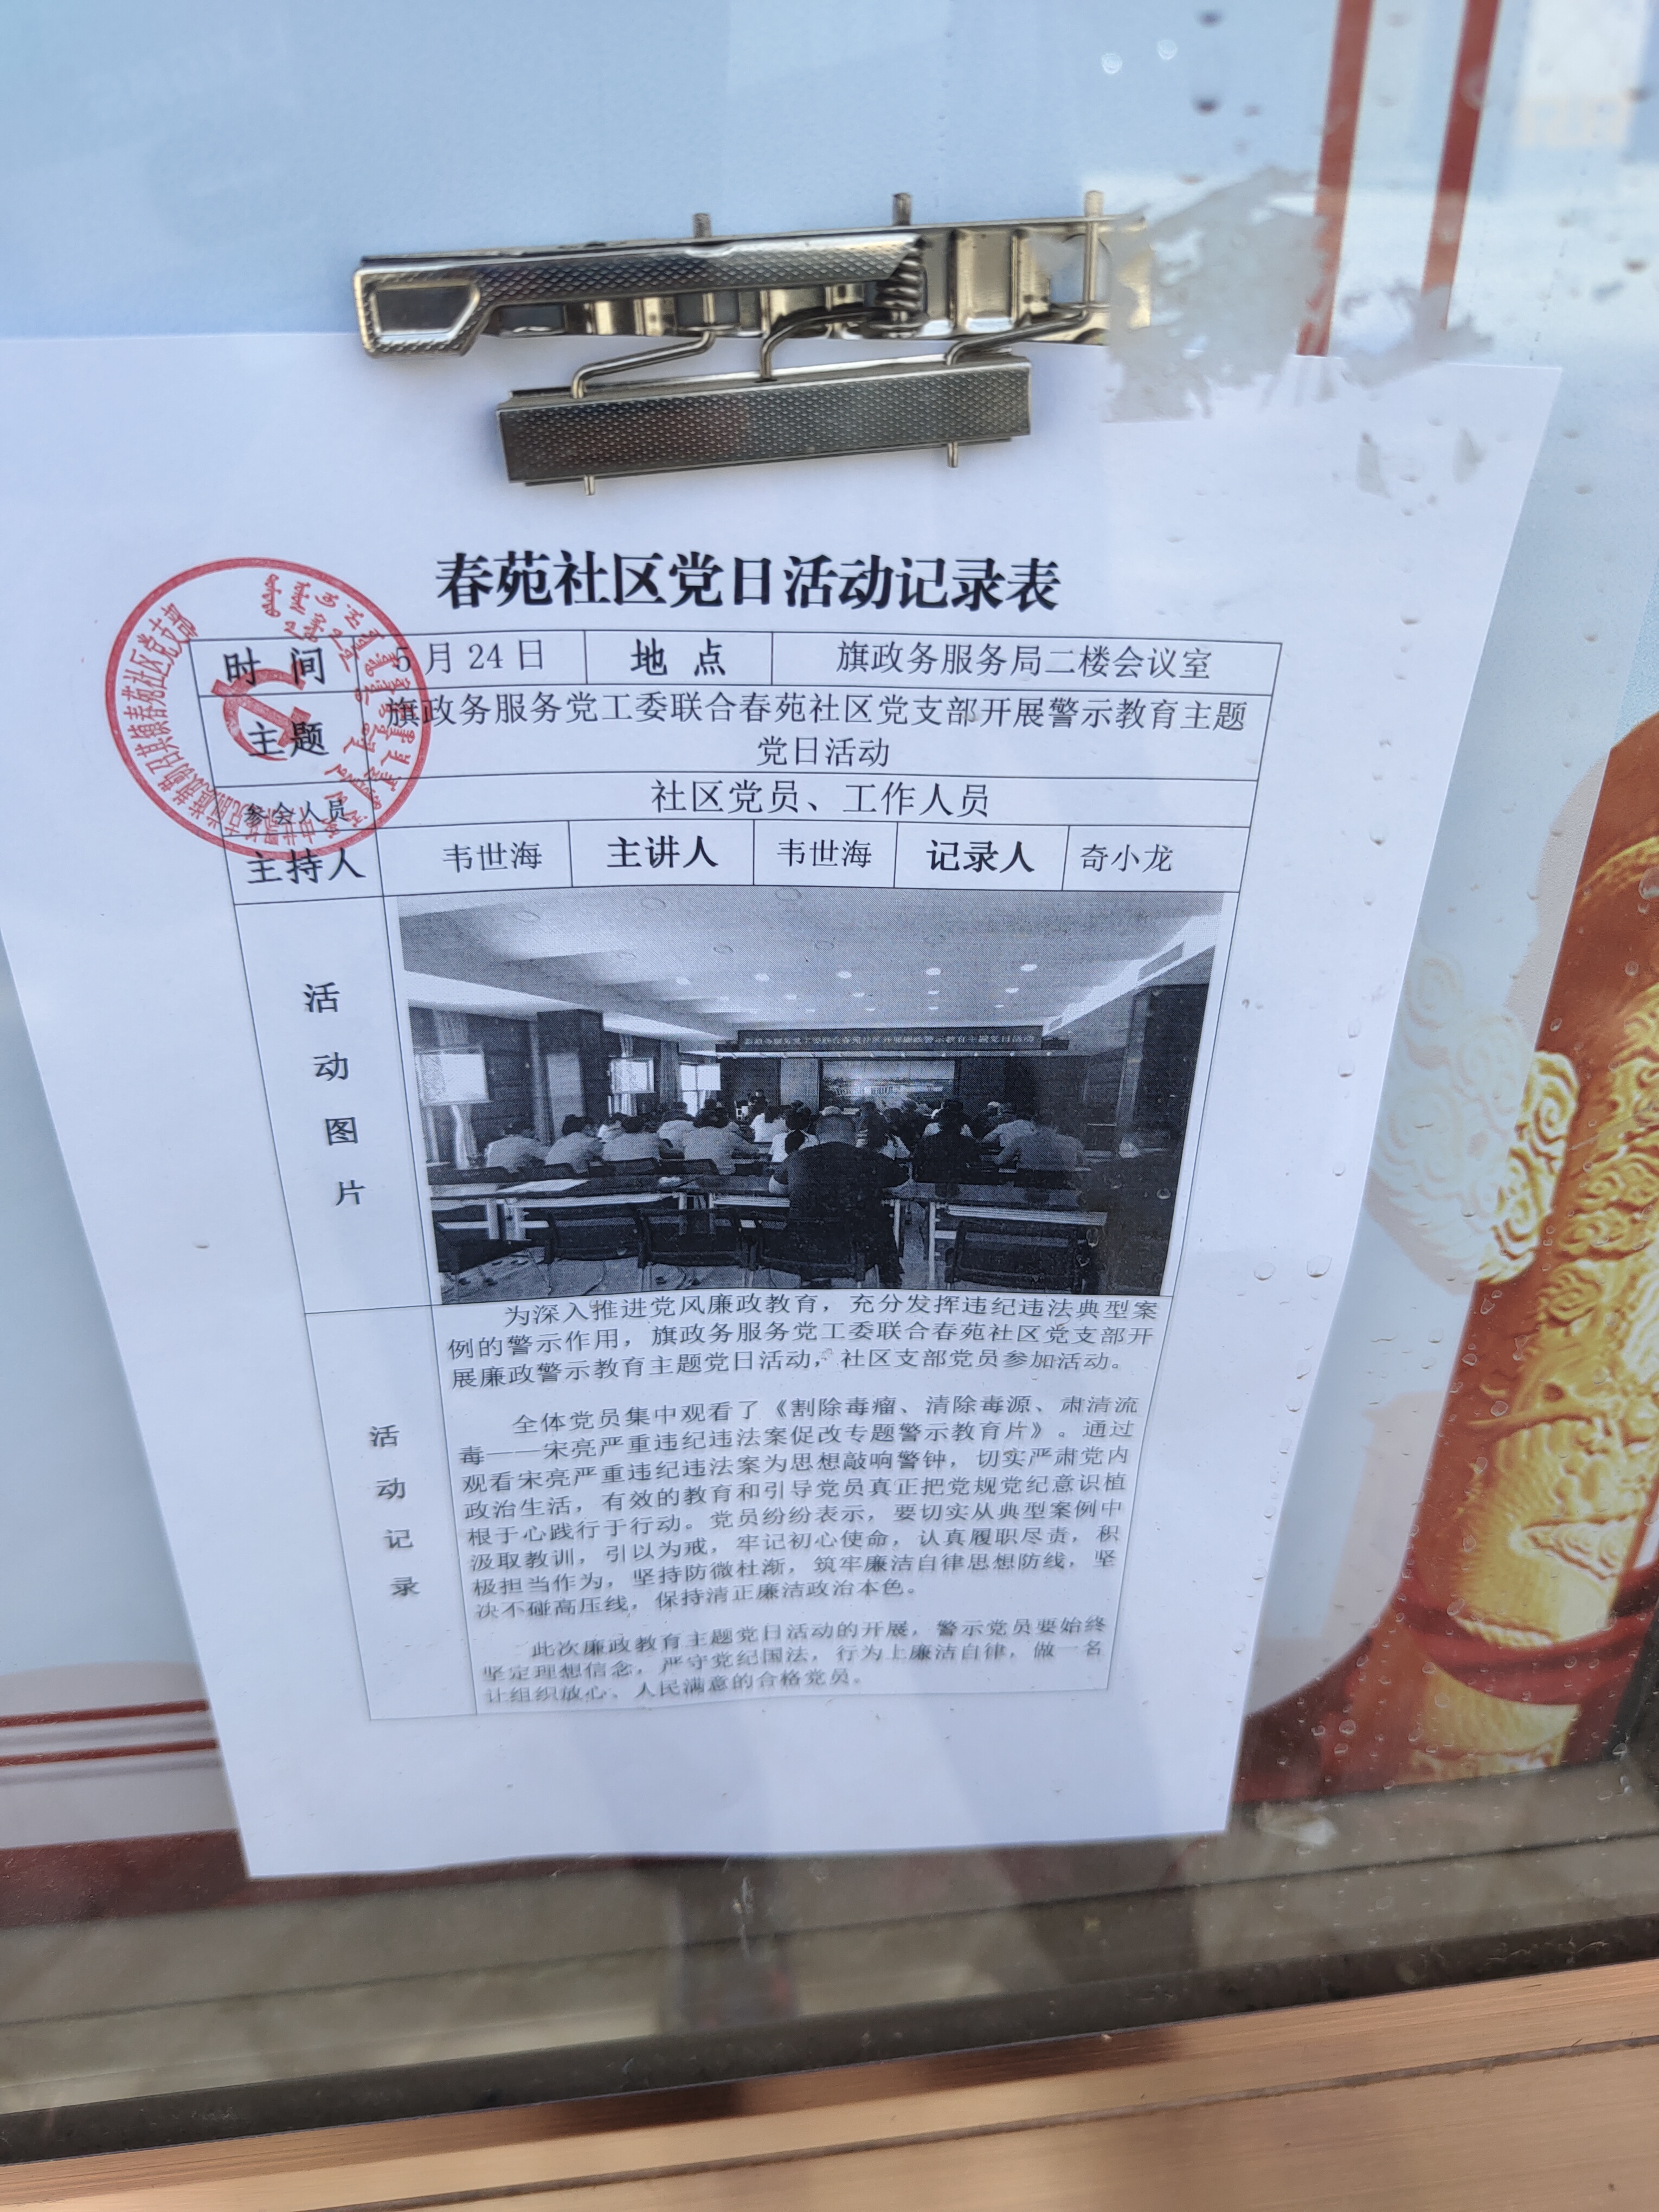 春苑社区党日活动记录表
时 间 5月24日 地 点 旗政务服务局二楼会议室
主题 旗政务服务党工委联合春苑社区党支部开展警示教育主题
党日活动
参会人员 社区党员、工作人员
主持人 韦世海 主讲人 韦世海 记录人 奇小龙
活动图片
活动记录
为深入推进党风廉政教育，充分发挥违纪违法典型案
例的警示作用，旗政务服务党工委联合春苑社区党支部开
展廉政警示教育主题党日活动，社区支部党员参加活动。
全体党员集中观看了《割除毒瘤、清除毒源、肃清流
毒——宋亮严重违纪违法案促改专题警示教育片》。通过
观看宋亮严重违纪违法案为思想敲响警钟，切实严肃党内
政治生活，有效的教育和引导党员真正把党规党纪意识植
根于心践行于行动。党员纷纷表示，要切实从典型案例中
汲取教训，引以为戒，牢记初心使命，认真履职尽责，积
极担当作为，坚持防微杜渐，筑牢廉洁自律思想防线，坚
决不碰高压线，保持清正廉洁政治本色。
此次廉政教育主题党日活动的开展，警示党员要始终
坚定理想信念，严守党纪国法，行为上廉洁自律，做一名
让组织放心、人民满意的合格党员。